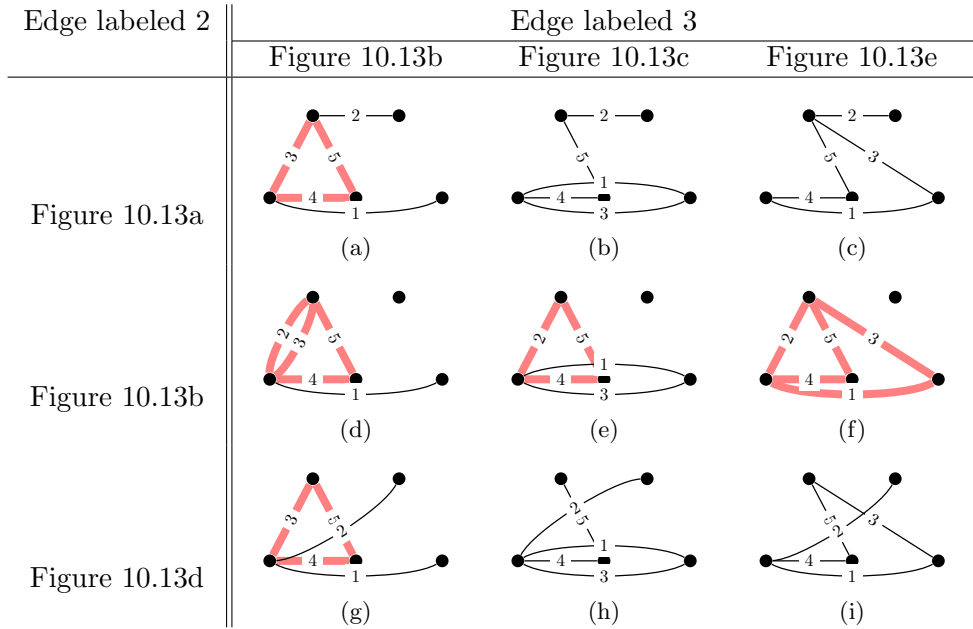 Edge labeled 2 Edge labeled 3
Figure 10.13b Figure 10.13c Figure 10.13e
2 2 2
3 5 5 5 3
1
4 4 4
1 3 1
Figure 10.13a
(a) (b) (c)
2 3 5 2 5 2 5 3
1
4 4 4
1 3 1
Figure 10.13b
(d) (e) (f)
3 5 2 2 5 5 2 3
1
4 4 4
1 3 1
Figure 10.13d
(g) (h) (i)